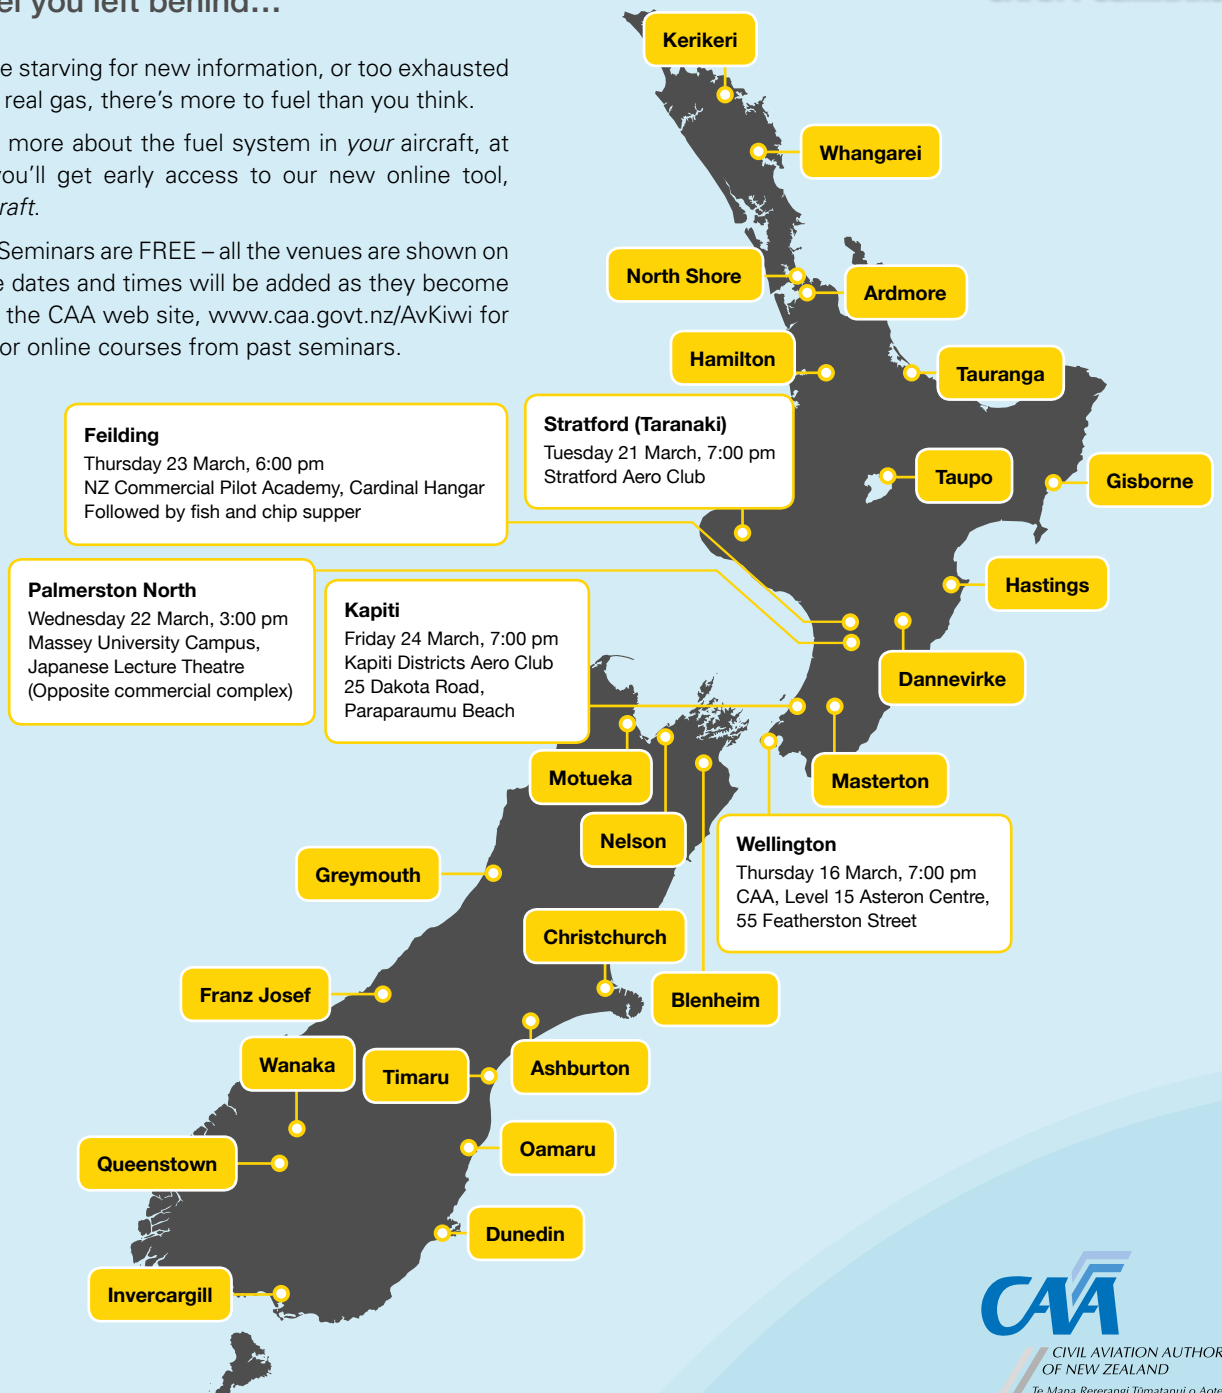 you left behind...
starving for new information, or too exhausted
real gas, there's more to fuel than you think.
more about the fuel system in your aircraft, at
you'll get early access to our new online tool,
Seminars are FREE – all the venues are shown on
dates and times will be added as they become
the CAA web site, www.caa.govt.nz/AvKiwi for
or online courses from past seminars.
Kerikeri
Whangarei
North Shore
Ardmore
Hamilton
Tauranga
Feilding
Thursday 23 March, 6:00 pm
NZ Commercial Pilot Academy, Cardinal Hangar
Followed by fish and chip supper
Stratford (Taranaki)
Tuesday 21 March, 7:00 pm
Stratford Aero Club
Taupo
Gisborne
Palmerston North
Wednesday 22 March, 3:00 pm
Massey University Campus,
Japanese Lecture Theatre
(Opposite commercial complex)
Kapiti
Friday 24 March, 7:00 pm
Kapiti Districts Aero Club
25 Dakota Road,
Paraparaumu Beach
Hastings
Dannevirke
Motueka
Masterton
Nelson
Wellington
Thursday 16 March, 7:00 pm
CAA, Level 15 Asteron Centre,
55 Featherston Street
Greymouth
Christchurch
Franz Josef
Blenheim
Wanaka
Timaru
Ashburton
Queenstown
Oamaru
Dunedin
Invercargill
CAA
CIVIL AVIATION AUTHOR
OF NEW ZEALAND
Te Mana Rererangi Tūmatanui o Aote